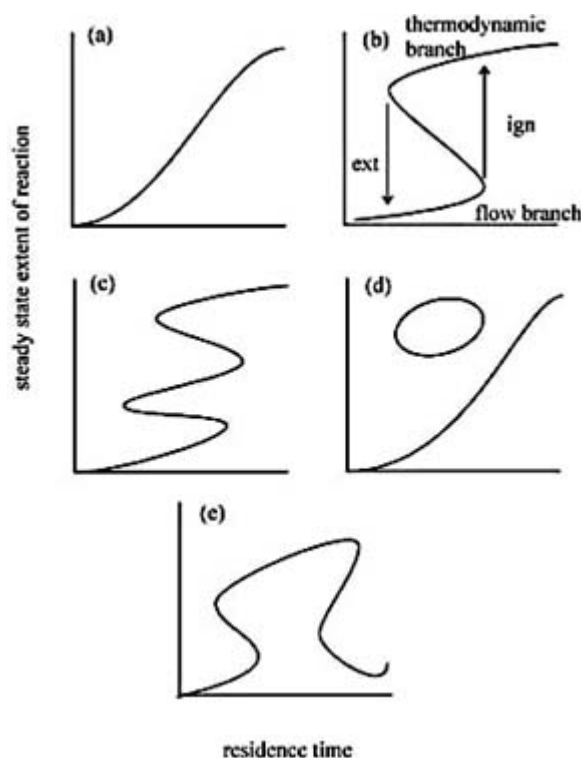 (a)
(b)
thermodynamic
branch
ext
ign
flow branch
steady state extent of reaction
(c)
(d)
(e)
residence time